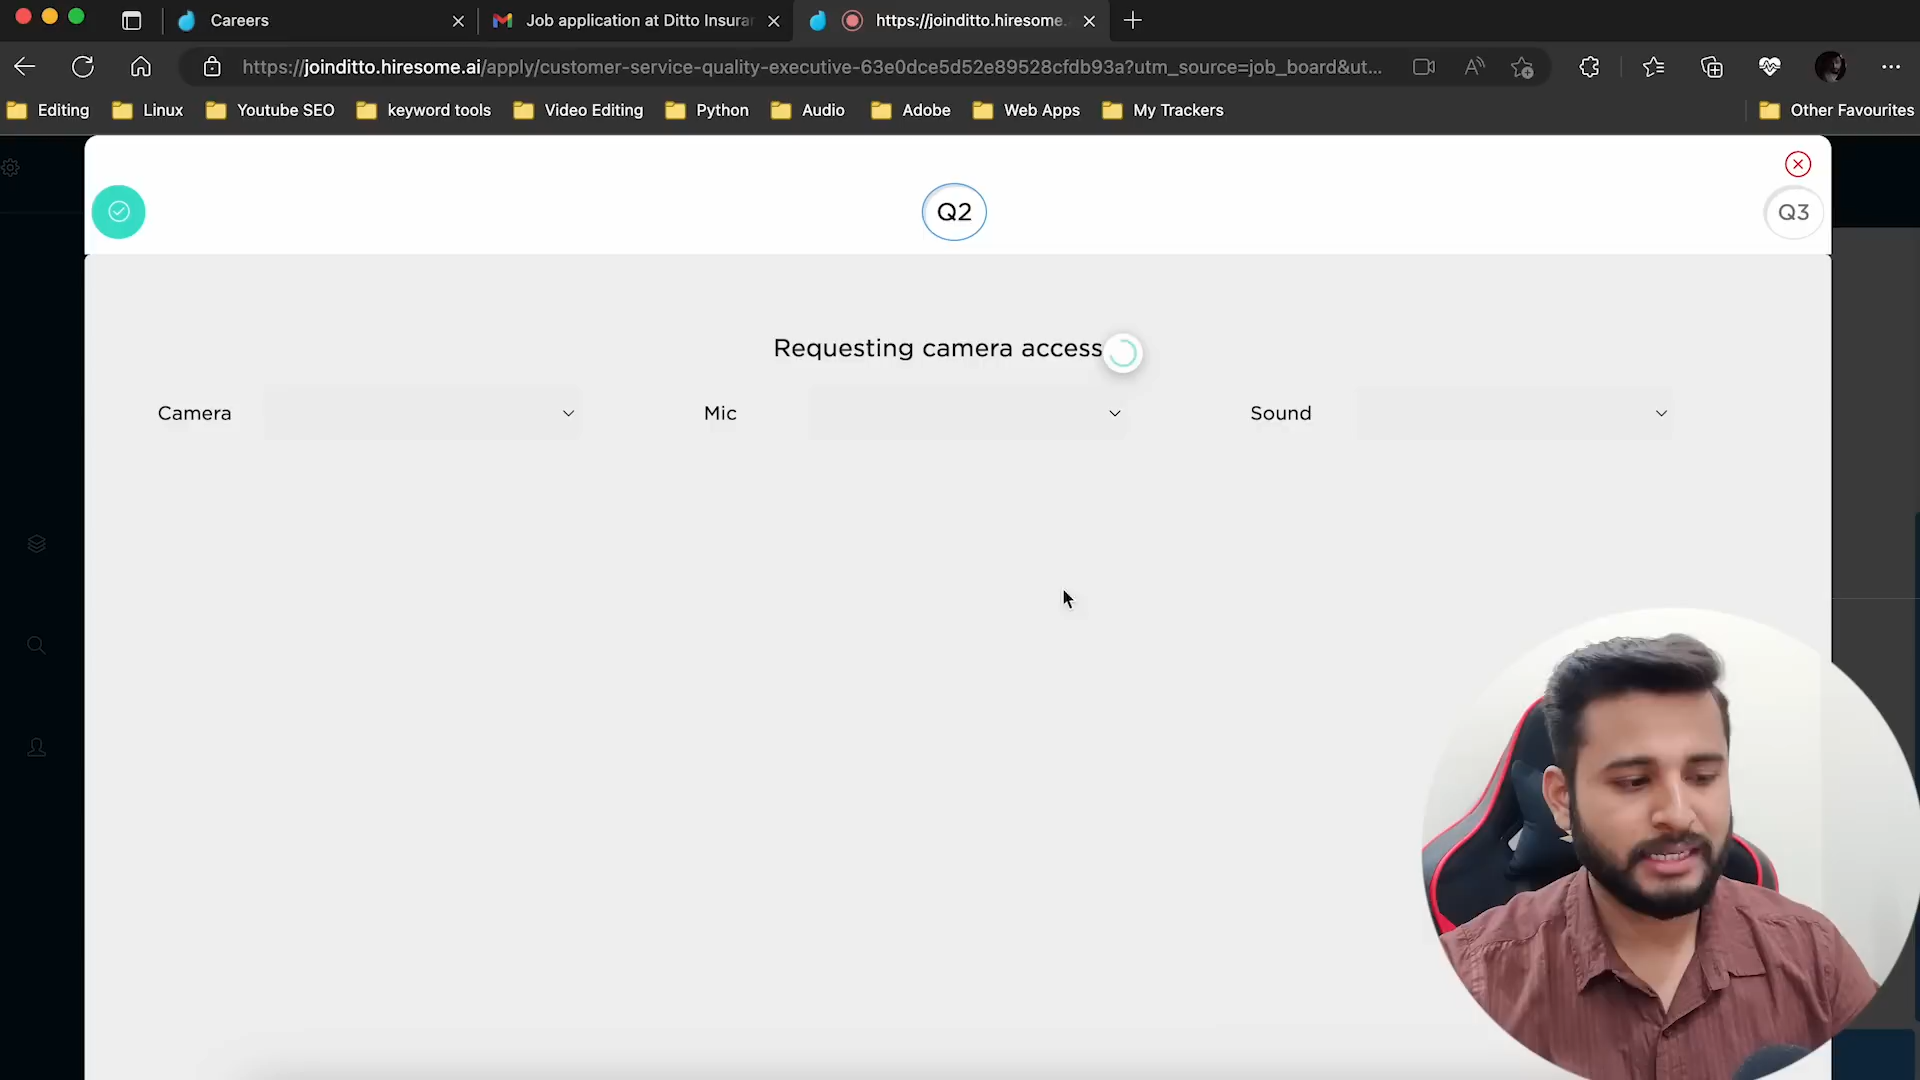 Careers
Job application at Ditto Insurar
https://joinditto.hiresome.
https://joinditto.hiresome.ai/apply/customer-service-quality-executive-63e0dce5d52e89528cfdb93a?utm_source=job_board&ut...
Editing
Linux
Youtube SEO
keyword tools
Video Editing
Python
Audio
Adobe
Web Apps
My Trackers
Other Favourites
Q2
Q3
Requesting camera access
Camera
Mic
Sound